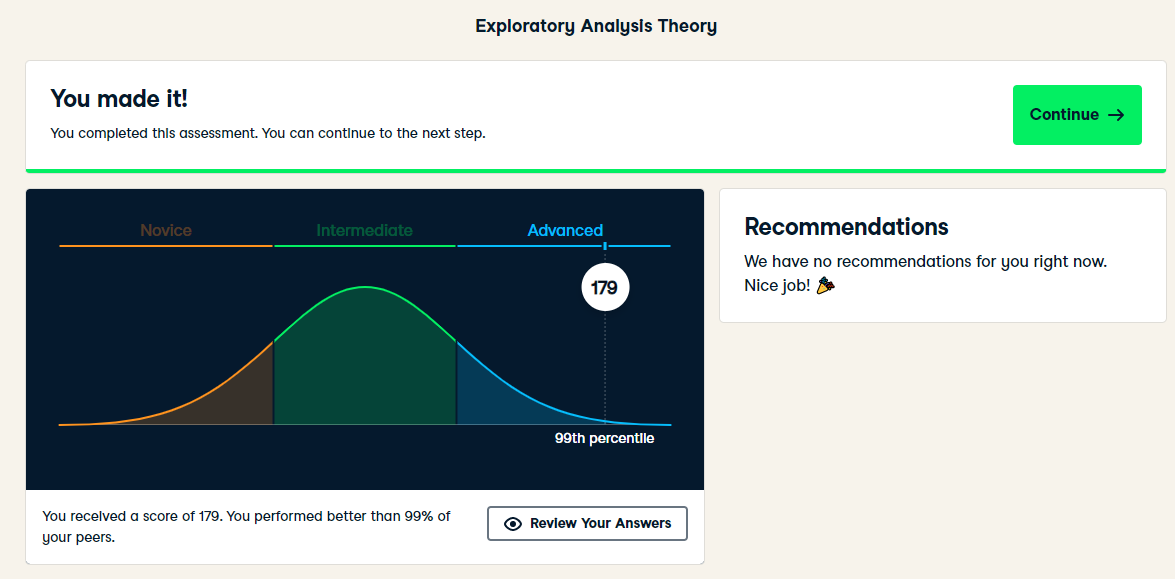 Exploratory Analysis Theory
You made it!
You completed this assessment. You can continue to the next step.
Continue →
Novice
Intermediate
Advanced
179
99th percentile
You received a score of 179. You performed better than 99% of
your peers.
Review Your Answers
Recommendations
We have no recommendations for you right now.
Nice job! 🎉